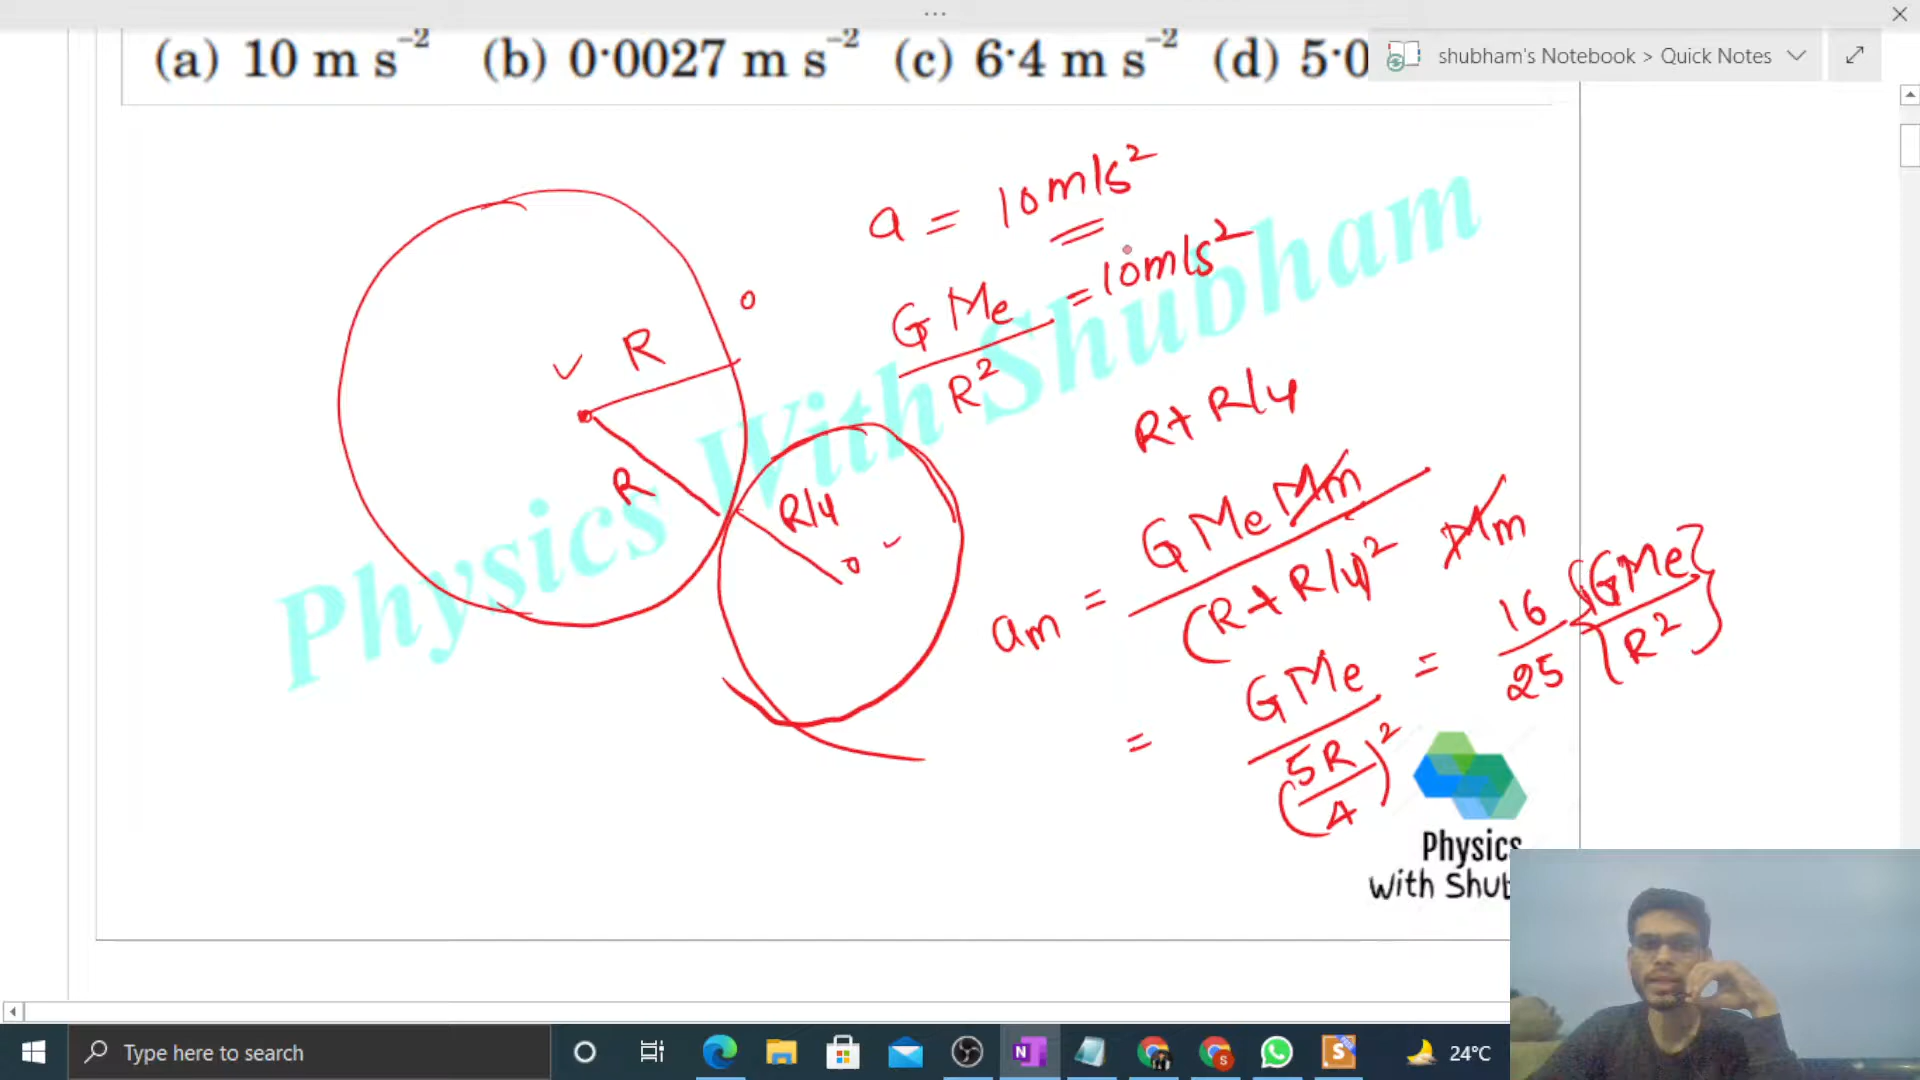 ...
(a) 10 m s⁻² (b) 0·0027 m s⁻² (c) 6·4 m s⁻² (d) 5·0
shubham's Notebook > Quick Notes
Physics With Shubham
a = 10m/s²
GMe/R² = 10m/s²
R
R
R/4
R + R/4
am = GMeMm/(R + R/4)² Mm
= GMe/(5R/4)² = 16/25 {GMe/R²}
Physics
With Shub
Type here to search
24°C